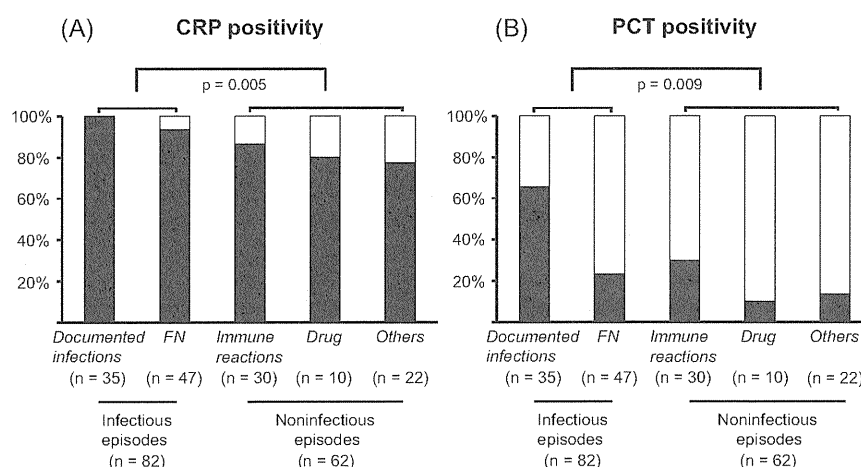 (A) CRP positivity
p = 0.005
100%
80%
60%
40%
20%
Documented infections
FN
Immune reactions
Drug
Others
(n = 35) (n = 47) (n = 30) (n = 10) (n = 22)
Infectious episodes (n = 82)
Noninfectious episodes (n = 62)
(B) PCT positivity
p = 0.009
100%
80%
60%
40%
20%
Documented infections
FN
Immune reactions
Drug
Others
(n = 35) (n = 47) (n = 30) (n = 10) (n = 22)
Infectious episodes (n = 82)
Noninfectious episodes (n = 62)